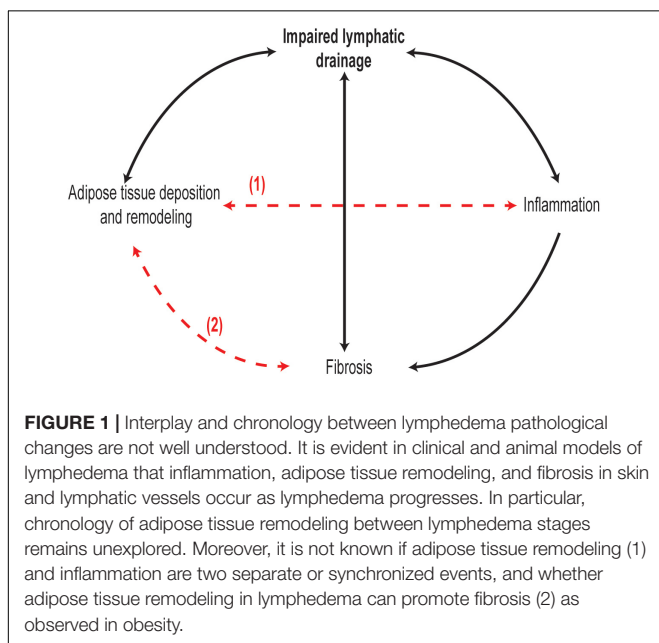 Impaired lymphatic
drainage
(1)
Adipose tissue deposition
and remodeling
Inflammation
(2)
Fibrosis
FIGURE 1 | Interplay and chronology between lymphedema pathological
changes are not well understood. It is evident in clinical and animal models of
lymphedema that inflammation, adipose tissue remodeling, and fibrosis in skin
and lymphatic vessels occur as lymphedema progresses. In particular,
chronology of adipose tissue remodeling between lymphedema stages
remains unexplored. Moreover, it is not known if adipose tissue remodeling (1)
and inflammation are two separate or synchronized events, and whether
adipose tissue remodeling in lymphedema can promote fibrosis (2) as
observed in obesity.